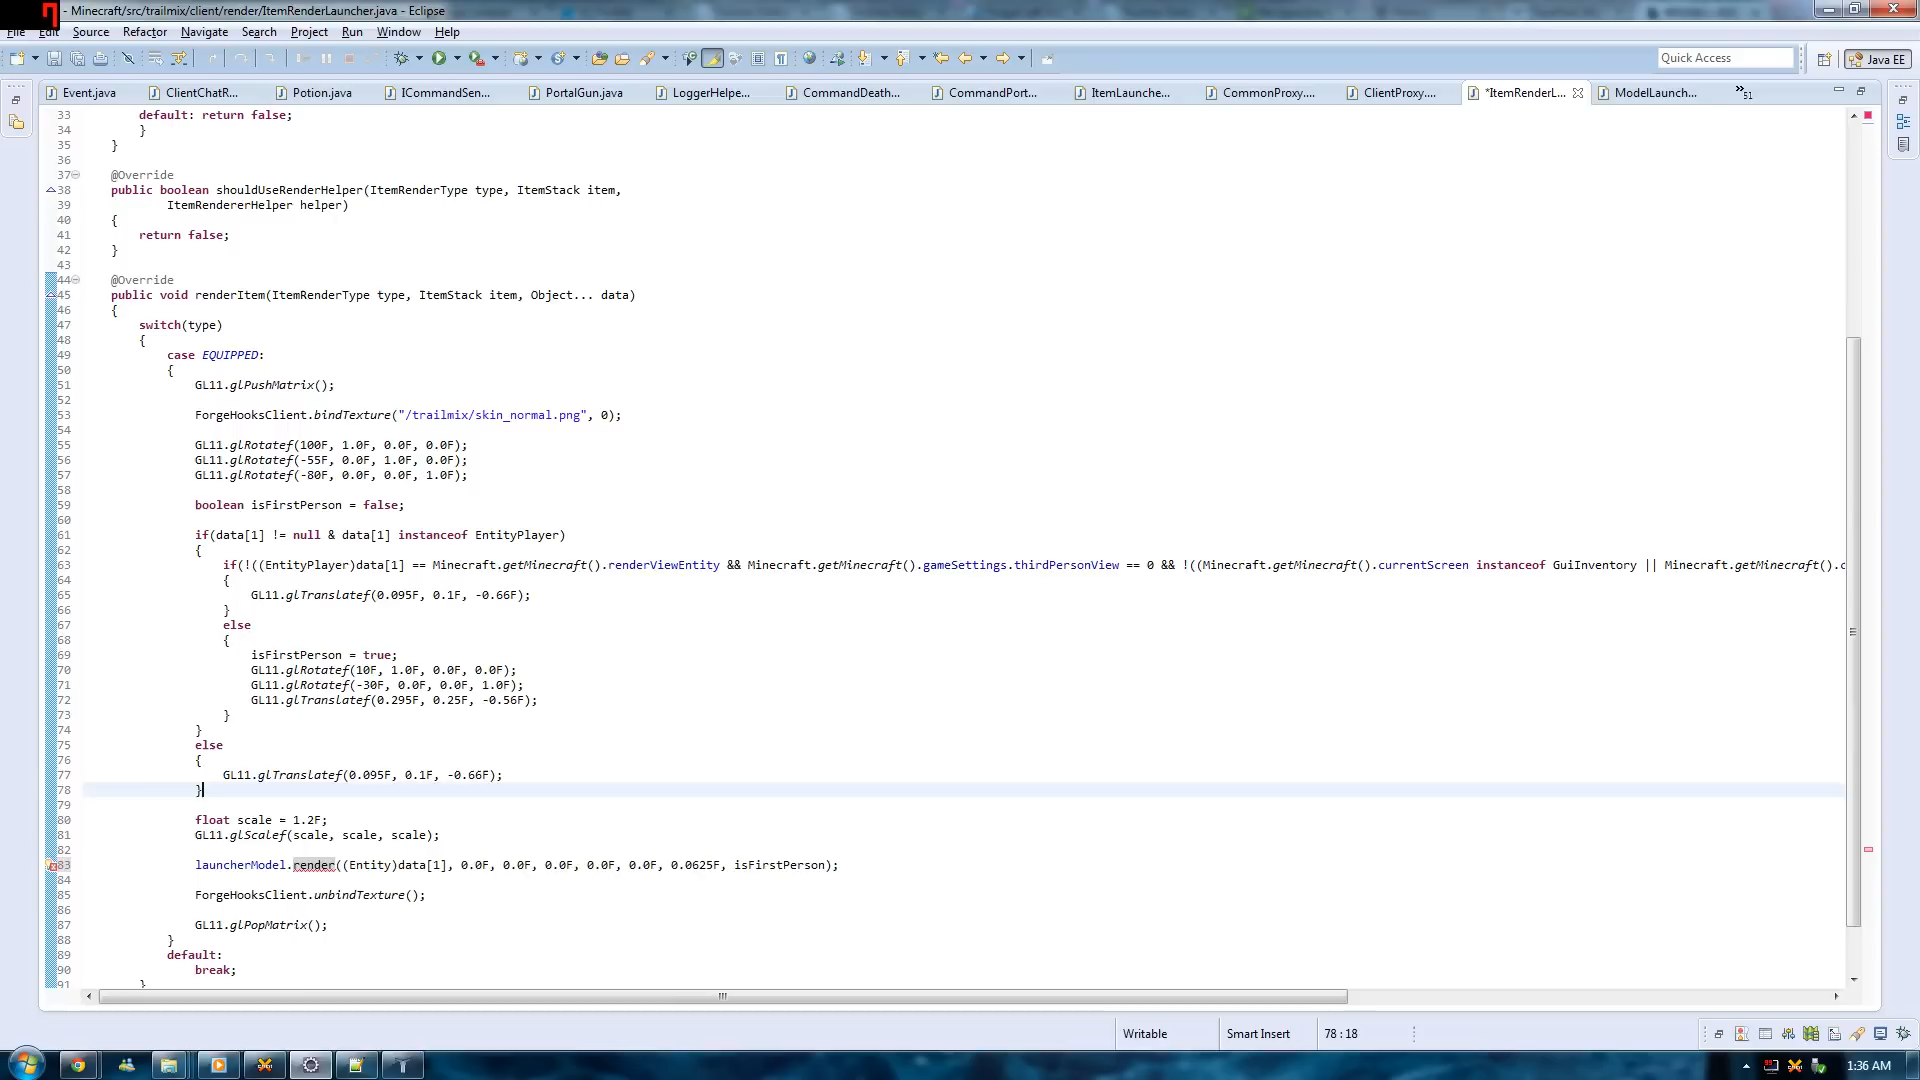 - Minecraft/src/trailmix/client/render/ItemRenderLauncher.java - Eclipse
File Edit Source Refactor Navigate Search Project Run Window Help
Quick Access
Java EE
Event.java ClientChatR... Potion.java ICommandSen... PortalGun.java LoggerHelpe... CommandDeath... CommandPort... ItemLaunche... CommonProxy.... ClientProxy.... *ItemRenderL... ModelLaunch... »51
33 default: return false;
34 }
35 }
36
37 @Override
38 public boolean shouldUseRenderHelper(ItemRenderType type, ItemStack item,
39 ItemRendererHelper helper)
40 {
41 return false;
42 }
43
44 @Override
45 public void renderItem(ItemRenderType type, ItemStack item, Object... data)
46 {
47 switch(type)
48 {
49 case EQUIPPED:
50 {
51 GL11.glPushMatrix();
52
53 ForgeHooksClient.bindTexture("/trailmix/skin_normal.png", 0);
54
55 GL11.glRotatef(100F, 1.0F, 0.0F, 0.0F);
56 GL11.glRotatef(-55F, 0.0F, 1.0F, 0.0F);
57 GL11.glRotatef(-80F, 0.0F, 0.0F, 1.0F);
58
59 boolean isFirstPerson = false;
60
61 if(data[1] != null & data[1] instanceof EntityPlayer)
62 {
63 if(!((EntityPlayer)data[1] == Minecraft.getMinecraft().renderViewEntity && Minecraft.getMinecraft().gameSettings.thirdPersonView == 0 && !((Minecraft.getMinecraft().currentScreen instanceof GuiInventory || Minecraft.getMinecraft().c
64 {
65 GL11.glTranslatef(0.095F, 0.1F, -0.66F);
66 }
67 else
68 {
69 isFirstPerson = true;
70 GL11.glRotatef(10F, 1.0F, 0.0F, 0.0F);
71 GL11.glRotatef(-30F, 0.0F, 0.0F, 1.0F);
72 GL11.glTranslatef(0.295F, 0.25F, -0.56F);
73 }
74 }
75 else
76 {
77 GL11.glTranslatef(0.095F, 0.1F, -0.66F);
78 }
79
80 float scale = 1.2F;
81 GL11.glScalef(scale, scale, scale);
82
83 launcherModel.render((Entity)data[1], 0.0F, 0.0F, 0.0F, 0.0F, 0.0F, 0.0625F, isFirstPerson);
84
85 ForgeHooksClient.unbindTexture();
86
87 GL11.glPopMatrix();
88 }
89 default:
90 break;
91 }
Writable Smart Insert 78 : 18
1:36 AM